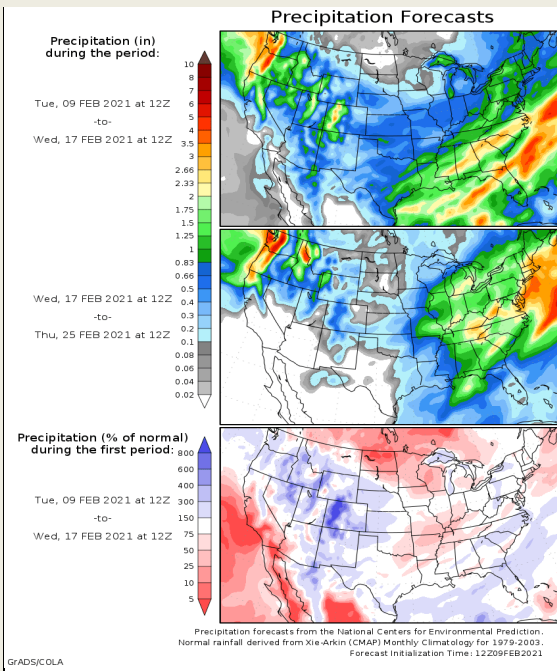 Precipitation Forecasts
Precipitation (in)
during the period:
Tue, 09 FEB 2021 at 12Z
-to-
Wed, 17 FEB 2021 at 12Z
10
8
7
6
5
4
3.5
3
2.66
2.33
2
1.75
1.5
1.25
1
0.83
0.66
0.5
0.4
0.3
0.2
0.1
0.08
0.06
0.04
0.02
Wed, 17 FEB 2021 at 12Z
-to-
Thu, 25 FEB 2021 at 12Z
Precipitation (% of normal)
during the first period:
Tue, 09 FEB 2021 at 12Z
-to-
Wed, 17 FEB 2021 at 12Z
800
600
400
300
150
75
50
25
10
5
Precipitation forecasts from the National Centers for Environmental Prediction.
Normal rainfall derived from Xie-Arkin (CMAP) Monthly Climatology for 1979-2003.
Forecast Initialization Time: 12Z09FEB2021
GrADS/COLA